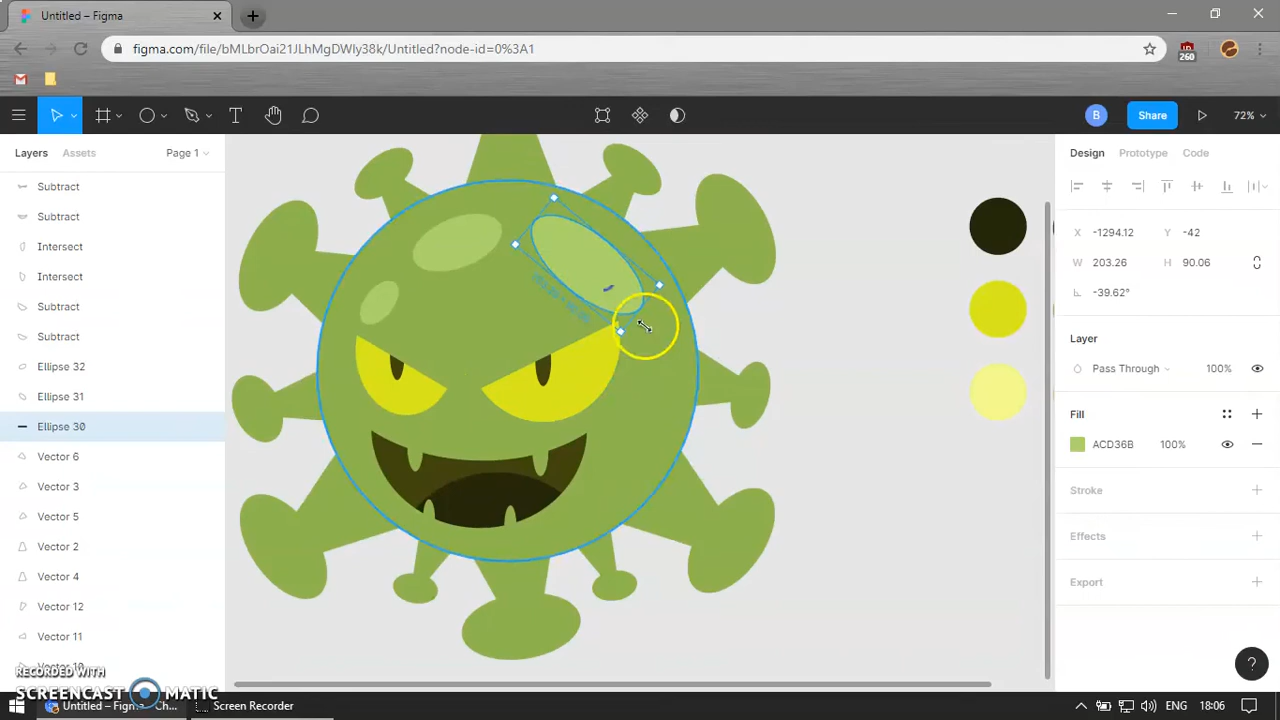 Untitled – Figma
figma.com/file/bMLbrOai21JLhMgDWly38k/Untitled?node-id=0%3A1
260
B
Share
72%
Layers
Assets
Page 1
Subtract
Subtract
Intersect
Intersect
Subtract
Subtract
Ellipse 32
Ellipse 31
Ellipse 30
Vector 6
Vector 3
Vector 5
Vector 2
Vector 4
Vector 12
Vector 11
Design
Prototype
Code
X -1294.12 Y -42
W 203.26 H 90.06
-39.62°
Layer
Pass Through 100%
Fill
ACD36B 100%
Stroke
Effects
Export
?
RECORDED WITH
SCREENCAST MATIC
Untitled – Figma - Ch...
Screen Recorder
ENG
18:06